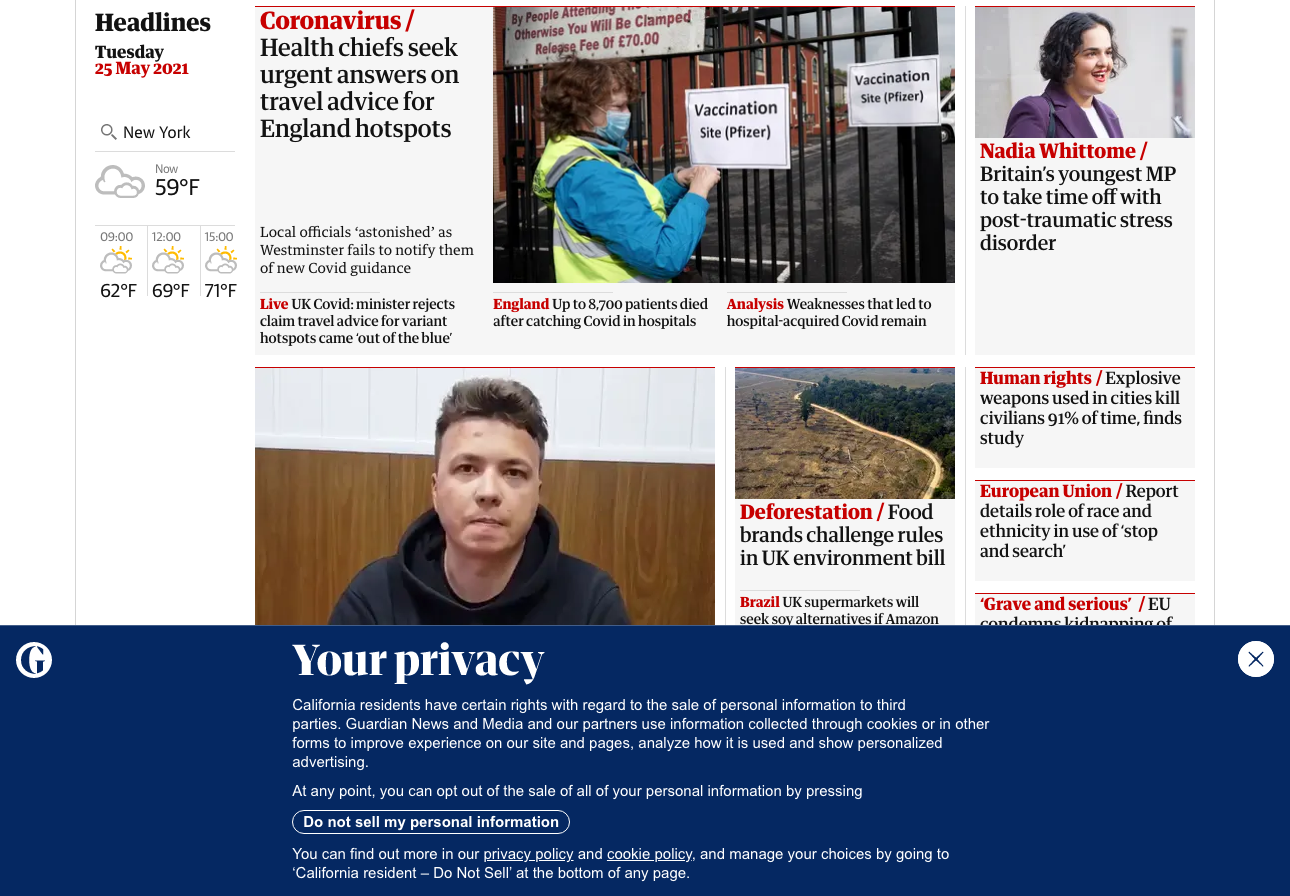 Headlines
Tuesday
25 May 2021
New York
Now
59°F
09:00 12:00 15:00
62°F 69°F 71°F
Coronavirus /
Health chiefs seek
urgent answers on
travel advice for
England hotspots
Local officials ‘astonished’ as
Westminster fails to notify them
of new Covid guidance
By People Attending The
Otherwise You Will Be Clamped
Release Fee Of £70.00
Vaccination
Site (Pfizer)
Vaccination
Site (Pfizer)
Live UK Covid: minister rejects
claim travel advice for variant
hotspots came ‘out of the blue’
England Up to 8,700 patients died
after catching Covid in hospitals
Analysis Weaknesses that led to
hospital-acquired Covid remain
Nadia Whittome /
Britain’s youngest MP
to take time off with
post-traumatic stress
disorder
Deforestation / Food
brands challenge rules
in UK environment bill
Brazil UK supermarkets will
seek soy alternatives if Amazon
Human rights / Explosive
weapons used in cities kill
civilians 91% of time, finds
study
European Union / Report
details role of race and
ethnicity in use of ‘stop
and search’
‘Grave and serious’ / EU
condemns kidnapping of
G
Your privacy
California residents have certain rights with regard to the sale of personal information to third
parties. Guardian News and Media and our partners use information collected through cookies or in other
forms to improve experience on our site and pages, analyze how it is used and show personalized
advertising.
At any point, you can opt out of the sale of all of your personal information by pressing
Do not sell my personal information
You can find out more in our privacy policy and cookie policy, and manage your choices by going to
‘California resident – Do Not Sell’ at the bottom of any page.